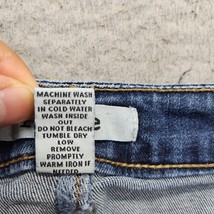 MACHINE WASH
SEPARATELY
IN COLD WATER
WASH INSIDE
OUT
DO NOT BLEACH
TUMBLE DRY
LOW
REMOVE
PROMPTLY
WARM IRON IF
NEEDED